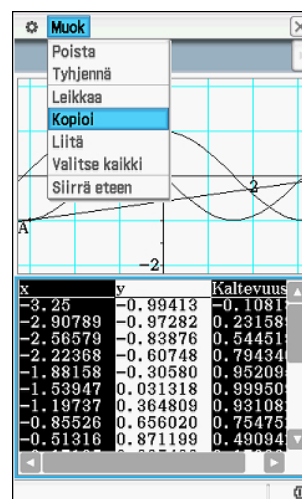 Muok
Poista
Tyhjennä
Leikkaa
Kopioi
Liitä
Valitse kaikki
Siirrä eteen
2
A
-2
x y Kaltevuus
-3.25 -0.99413 -0.1081
-2.90789 -0.97282 0.23158
-2.56579 -0.83876 0.54451
-2.22368 -0.60748 0.79434
-1.88158 -0.30580 0.95209
-1.53947 0.031318 0.99950
-1.19737 0.364809 0.93108
-0.85526 0.656020 0.75475
-0.51316 0.871199 0.49094